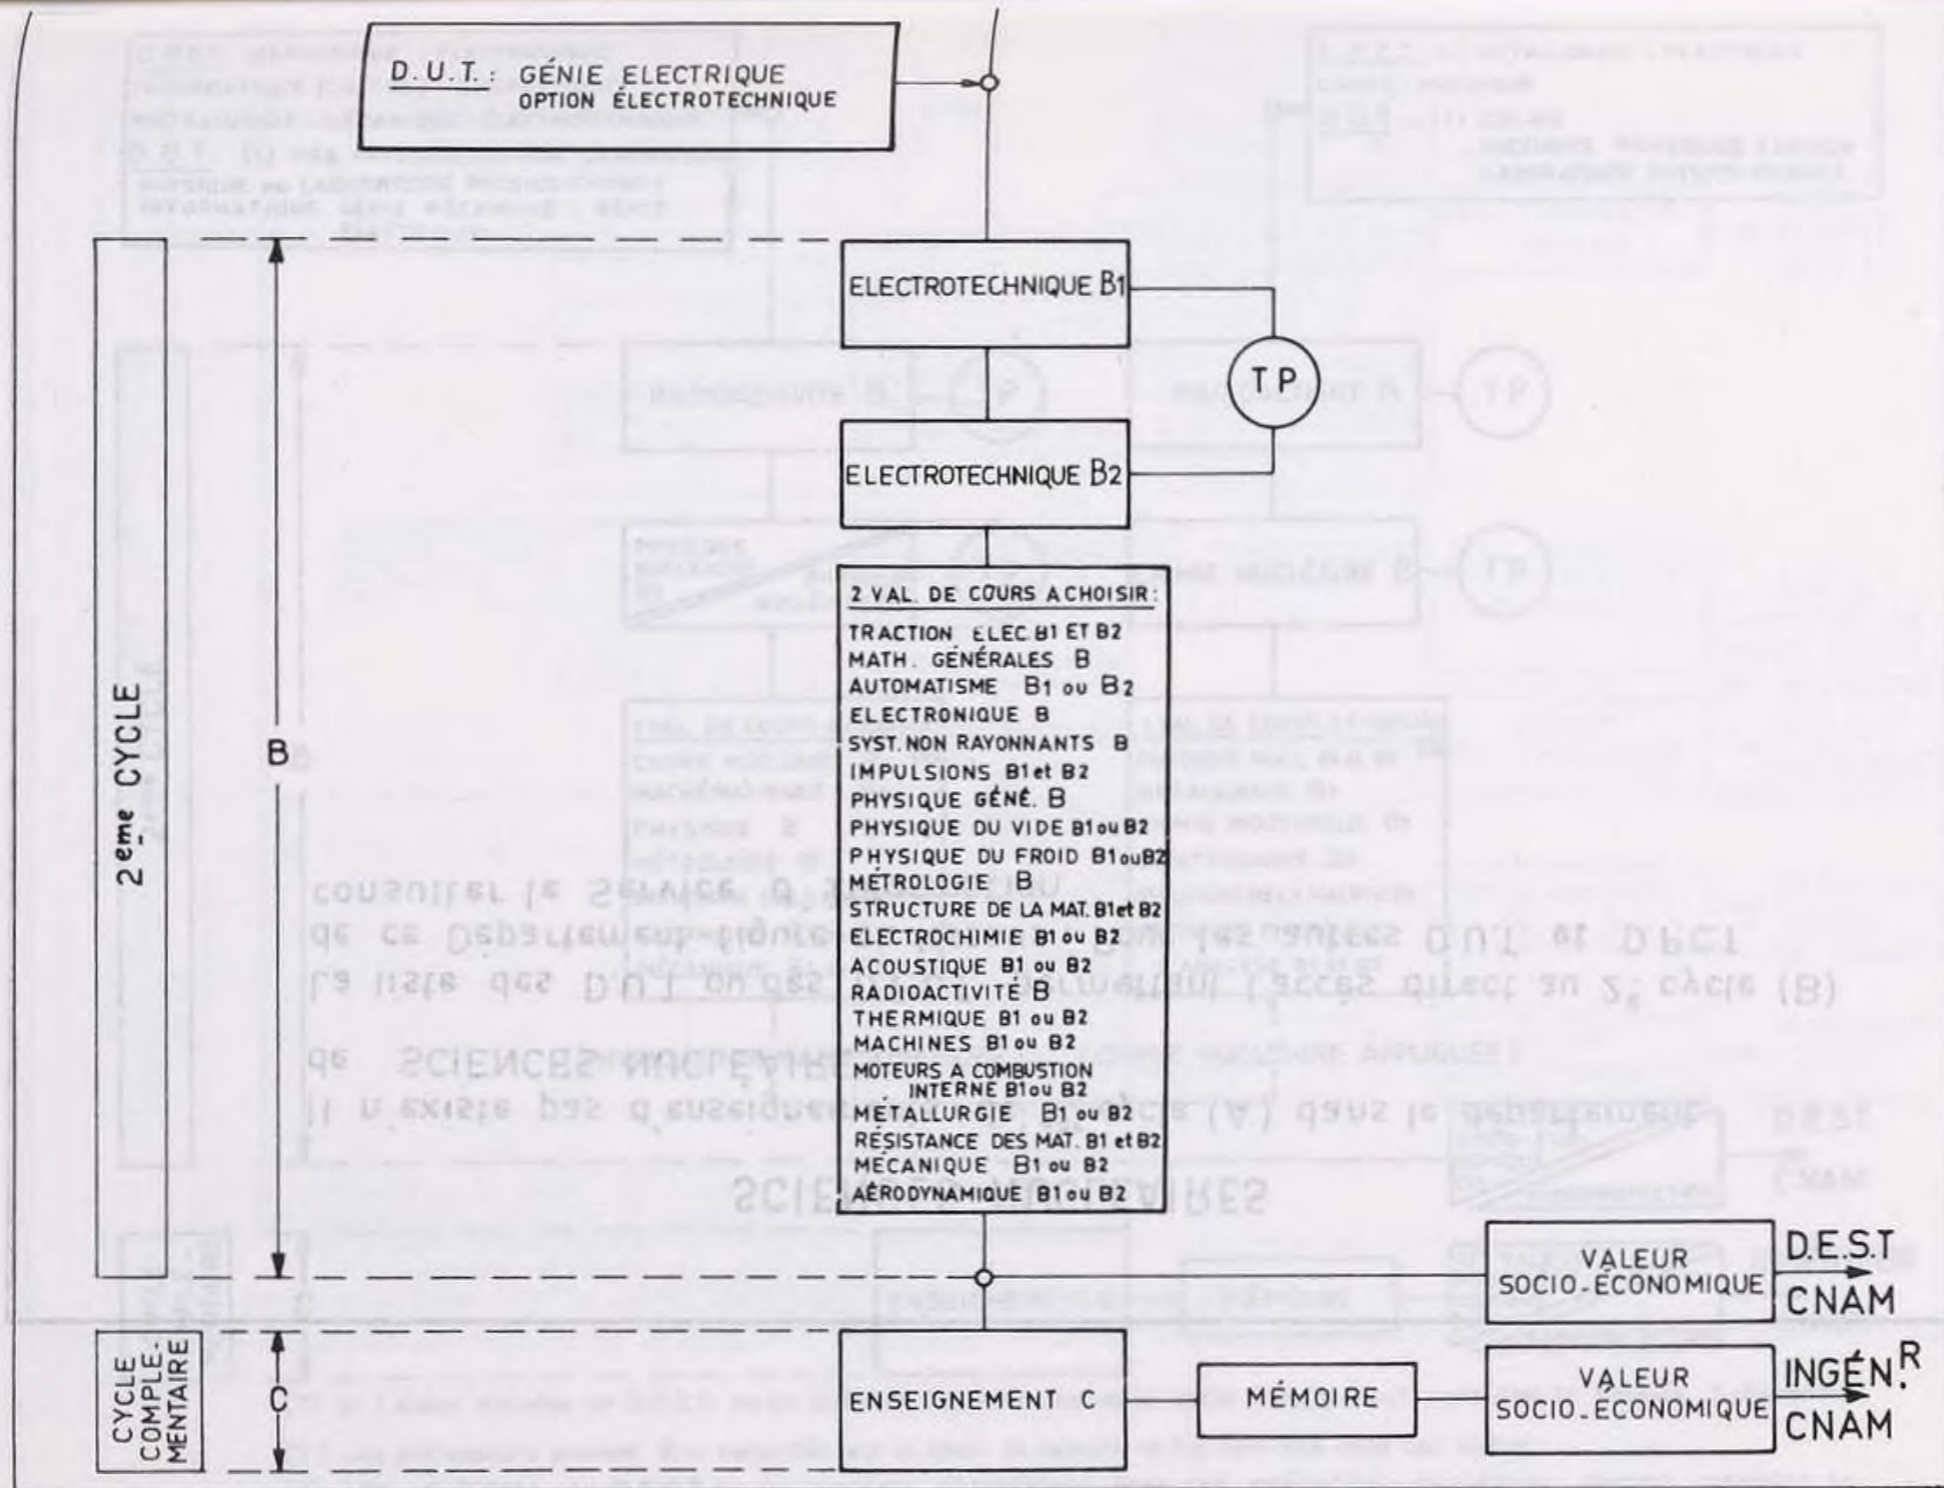 D.U.T. : GÉNIE ELECTRIQUE
OPTION ÉLECTROTECHNIQUE
ELECTROTECHNIQUE B1
TP
ELECTROTECHNIQUE B2
2eme CYCLE
B
2 VAL. DE COURS A CHOISIR :
TRACTION ELEC. B1 ET B2
MATH. GÉNÉRALES B
AUTOMATISME B1 ou B2
ELECTRONIQUE B
SYST. NON RAYONNANTS B
IMPULSIONS B1 et B2
PHYSIQUE GÉNÉ. B
PHYSIQUE DU VIDE B1 ou B2
PHYSIQUE DU FROID B1 ou B2
MÉTROLOGIE B
STRUCTURE DE LA MAT. B1 et B2
ELECTROCHIMIE B1 ou B2
ACOUSTIQUE B1 ou B2
RADIOACTIVITÉ B
THERMIQUE B1 ou B2
MACHINES B1 ou B2
MOTEURS A COMBUSTION
INTERNE B1 ou B2
MÉTALLURGIE B1 ou B2
RÉSISTANCE DES MAT. B1 et B2
MÉCANIQUE B1 ou B2
AÉRODYNAMIQUE B1 ou B2
VALEUR
SOCIO-ÉCONOMIQUE
D.E.S.T
CNAM
CYCLE
COMPLE-
MENTAIRE
C
ENSEIGNEMENT C
MÉMOIRE
VALEUR
SOCIO-ÉCONOMIQUE
INGÉN.R
CNAM